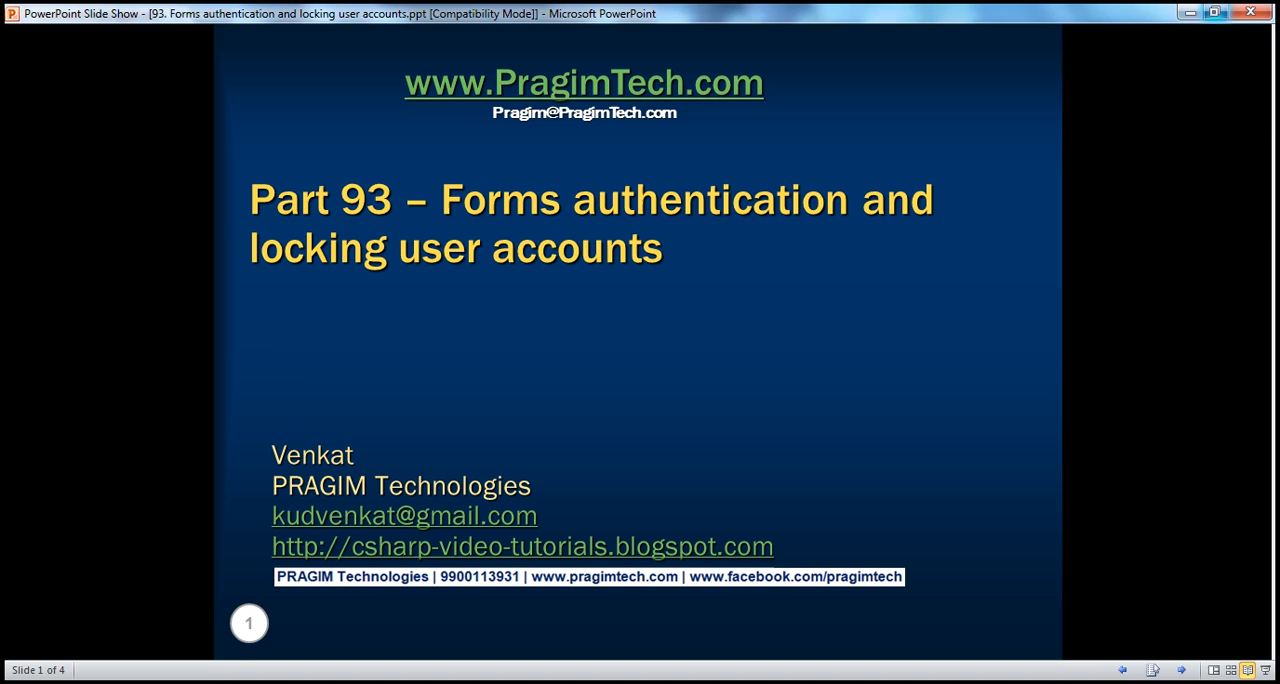 PowerPoint Slide Show - [93. Forms authentication and locking user accounts.ppt [Compatibility Mode]] - Microsoft PowerPoint
www.PragimTech.com
Pragim@PragimTech.com
Part 93 – Forms authentication and
locking user accounts
Venkat
PRAGIM Technologies
kudvenkat@gmail.com
http://csharp-video-tutorials.blogspot.com
PRAGIM Technologies | 9900113931 | www.pragimtech.com | www.facebook.com/pragimtech
1
Slide 1 of 4